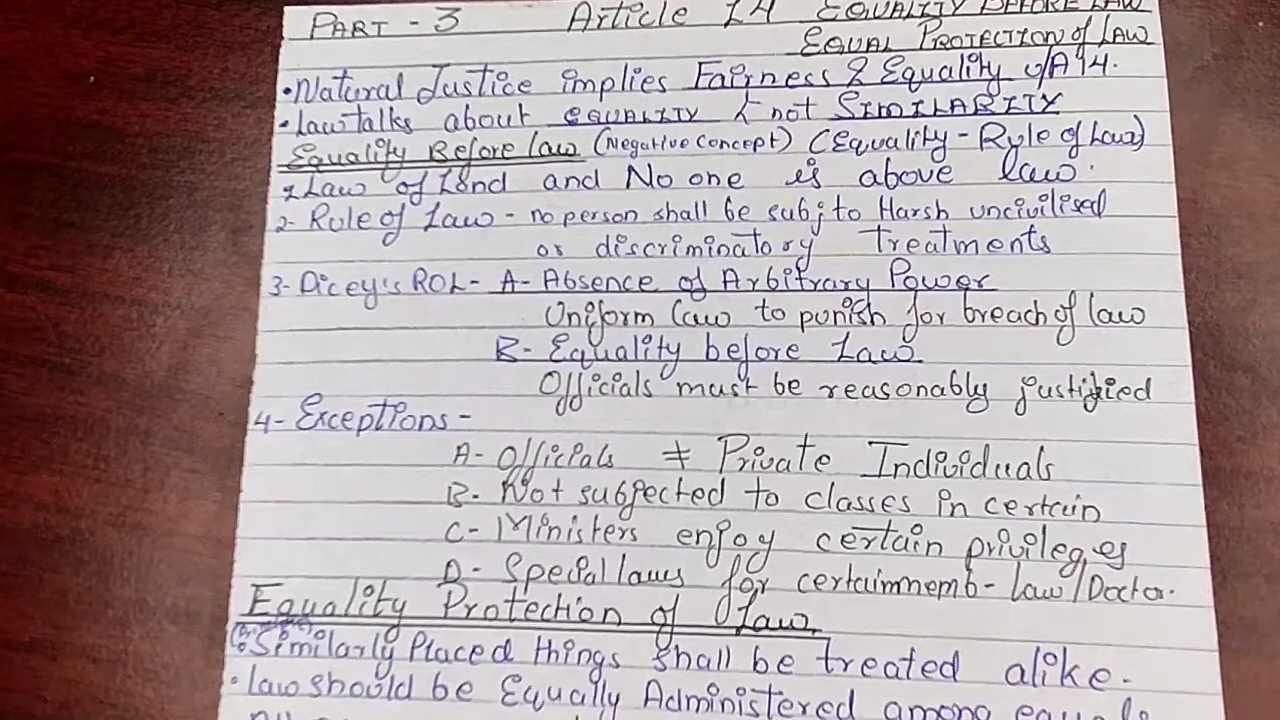 PART - 3 Article 14 EQUALITY BEFORE LAW
EQUAL PROTECTION of LAW
• Natural Justice implies Fairness & Equality u/A 14.
• Law talks about EQUALITY & not SIMILARITY
Equality Before law (Negative Concept) (Equality - Rule of Law)
1 Law of Land and No one is above law.
2- Rule of Law - no person shall be subj to Harsh uncivilised
or discriminatory Treatments
3- Dicey's ROL - A- Absence of Arbitrary Power
Uniform law to punish for breach of law
B- Equality before Law
Officials must be reasonably justified
4- Exceptions -
A- Officials ≠ Private Individuals
B- Not subjected to classes in certain
C- Ministers enjoy certain privileges
D- Special laws for certain memb - Law/Doctor.
Equality Protection of Law
• Similarly Placed things shall be treated alike.
• Law should be Equally Administered among equals